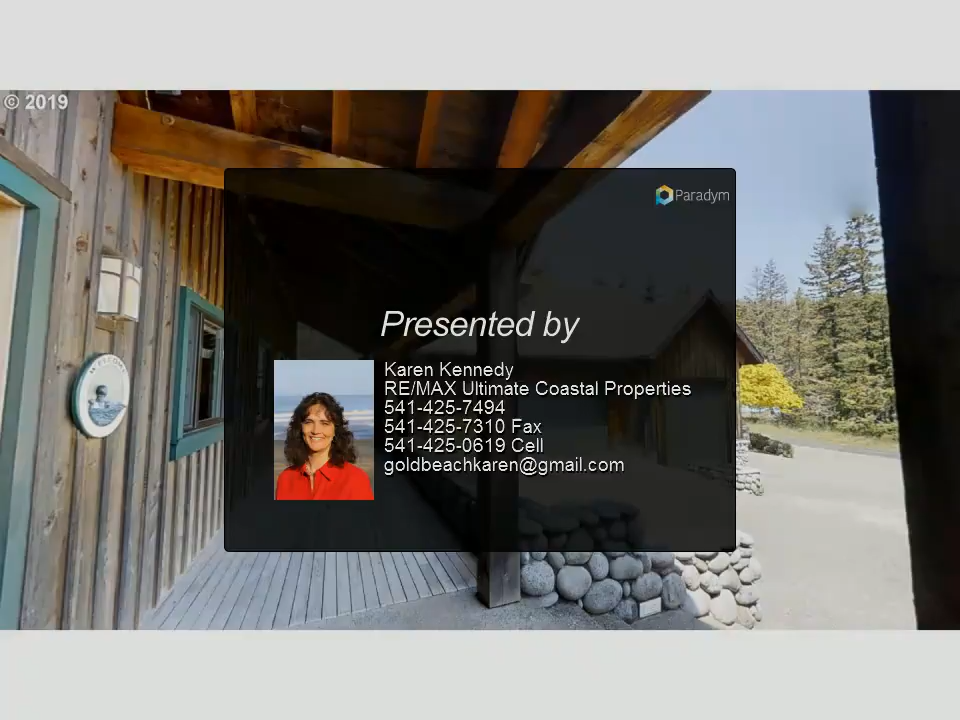 © 2019
Paradym
Presented by
Karen Kennedy
RE/MAX Ultimate Coastal Properties
541-425-7494
541-425-7310 Fax
541-425-0619 Cell
goldbeachkaren@gmail.com
WELCOME